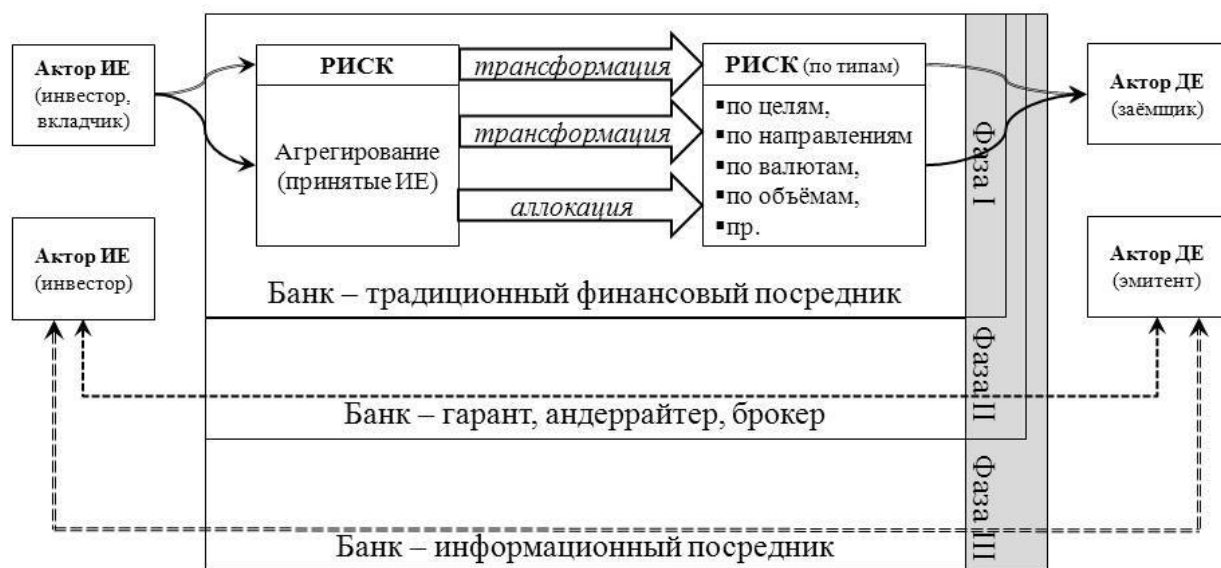 Актор ИЕ
(инвестор,
вкладчик)
РИСК
Агрегирование
(принятые ИЕ)
трансформация
трансформация
аллокация
РИСК (по типам)
▪по целям,
▪по направлениям
▪по валютам,
▪по объёмам,
▪пр.
Актор ДЕ
(заёмщик)
Фаза I
Актор ИЕ
(инвестор)
Банк – традиционный финансовый посредник
Актор ДЕ
(эмитент)
Фаза II
Банк – гарант, андеррайтер, брокер
Фаза III
Банк – информационный посредник